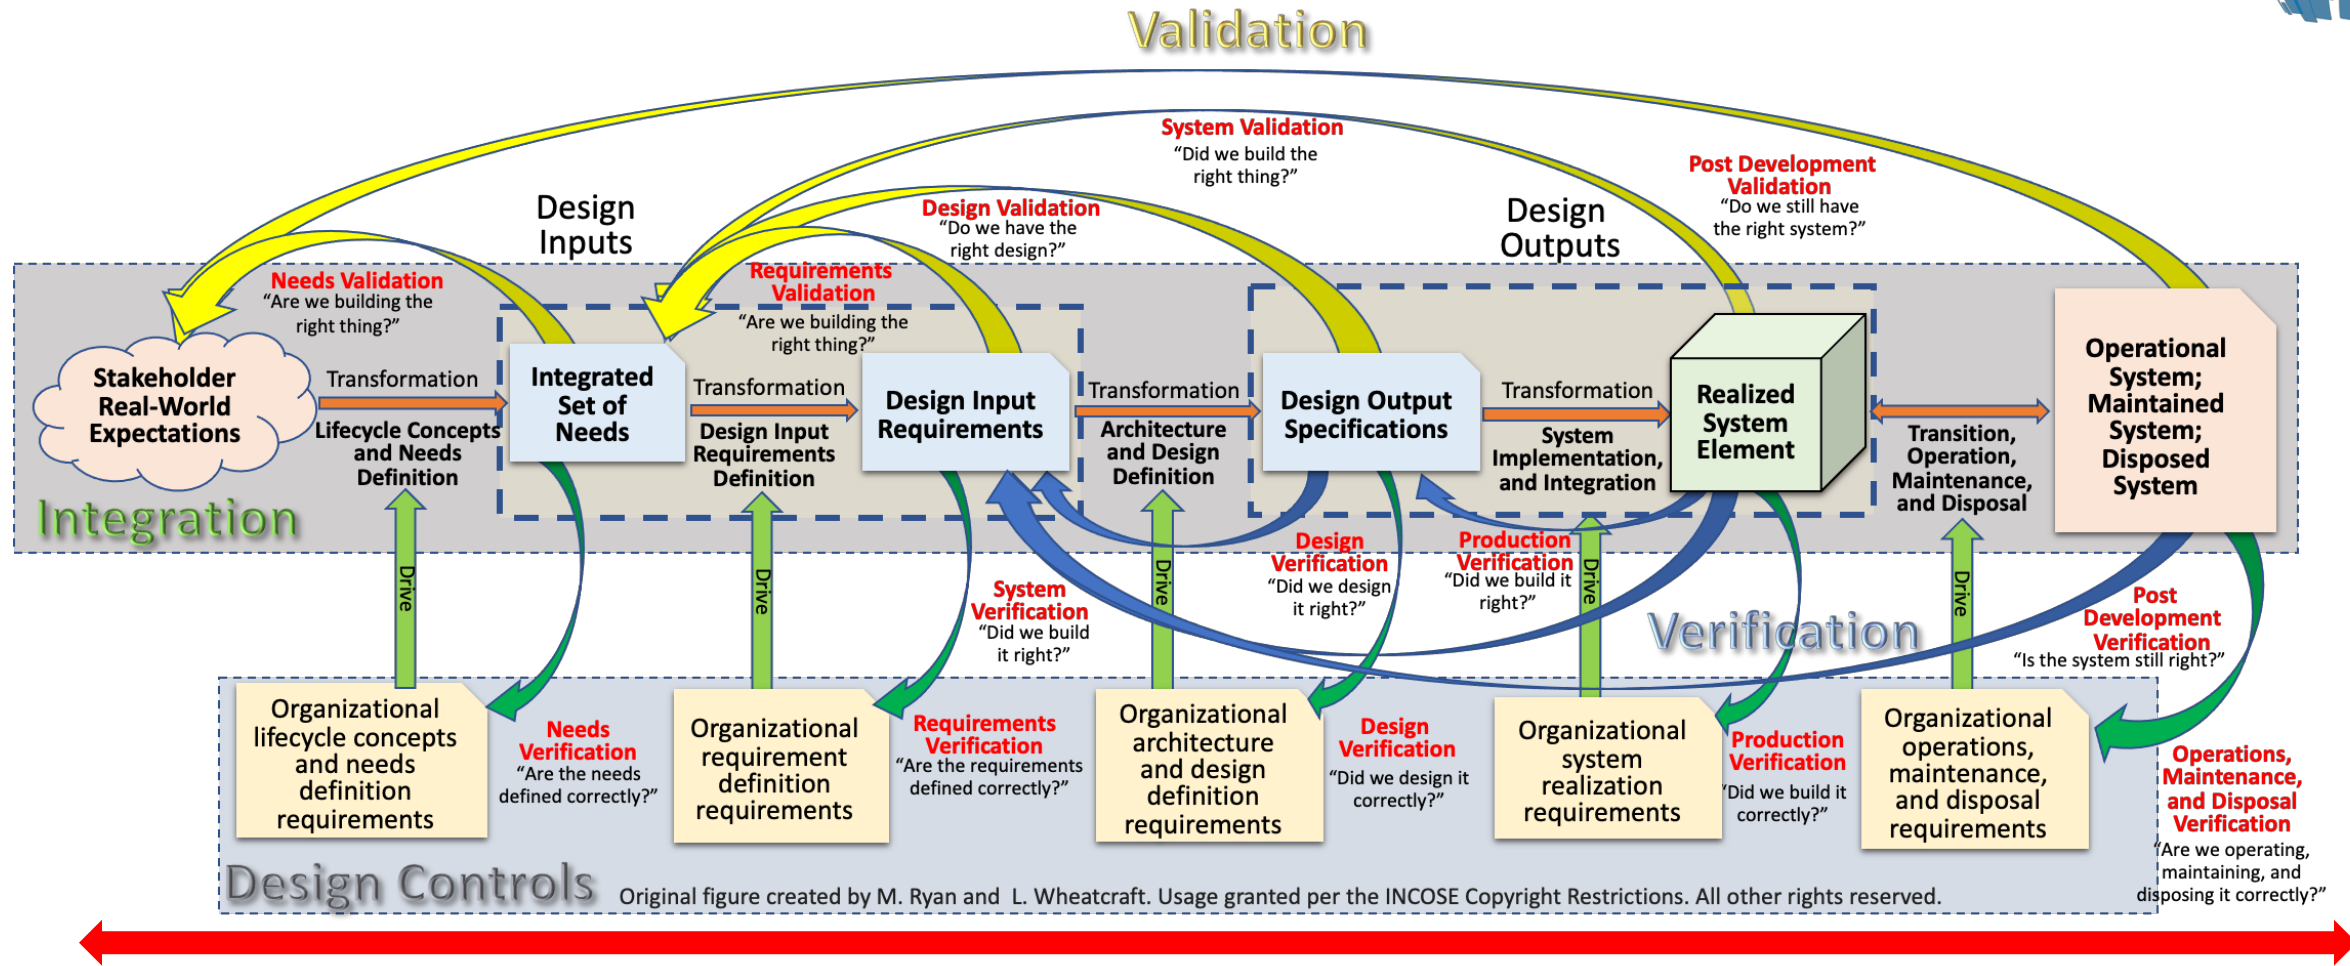 Validation
System Validation
“Did we build the
right thing?”
Post Development
Validation
“Do we still have
the right system?”
Design
Inputs
Design Validation
“Do we have the
right design?”
Design
Outputs
Needs Validation
“Are we building the
right thing?”
Requirements
Validation
“Are we building the
right thing?”
Stakeholder
Real-World
Expectations
Transformation
Lifecycle Concepts
and Needs
Definition
Integrated
Set of
Needs
Transformation
Design Input
Requirements
Definition
Design Input
Requirements
Transformation
Architecture
and Design
Definition
Design Output
Specifications
Transformation
System
Implementation,
and Integration
Realized
System
Element
Transition,
Operation,
Maintenance,
and Disposal
Operational
System;
Maintained
System;
Disposed
System
Integration
Drive
Drive
Drive
Drive
Drive
System
Verification
“Did we build
it right?”
Design
Verification
“Did we design
it right?”
Production
Verification
“Did we build it
right?”
Verification
Post
Development
Verification
“Is the system still right?”
Organizational
lifecycle concepts
and needs
definition
requirements
Needs
Verification
“Are the needs
defined correctly?”
Organizational
requirement
definition
requirements
Requirements
Verification
“Are the requirements
defined correctly?”
Organizational
architecture
and design
definition
requirements
Design
Verification
“Did we design it
correctly?”
Organizational
system
realization
requirements
Production
Verification
“Did we build it
correctly?”
Organizational
operations,
maintenance,
and disposal
requirements
Operations,
Maintenance,
and Disposal
Verification
“Are we operating,
maintaining, and
disposing it correctly?”
Design Controls
Original figure created by M. Ryan and L. Wheatcraft. Usage granted per the INCOSE Copyright Restrictions. All other rights reserved.